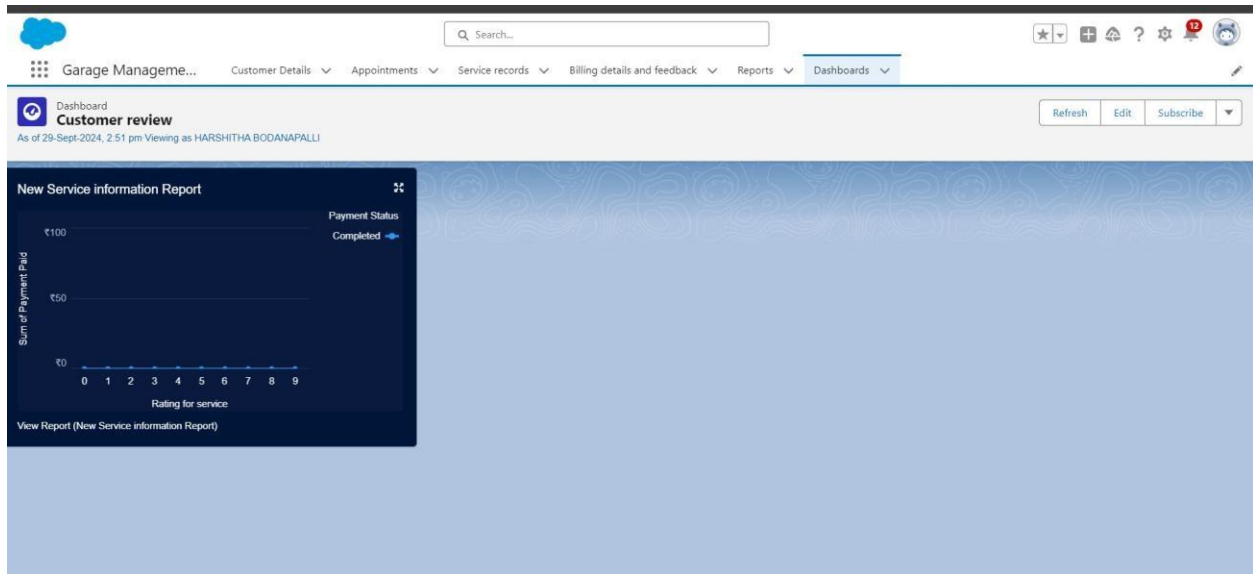 Search...
12
Garage Manageme... Customer Details Appointments Service records Billing details and feedback Reports Dashboards
Dashboard
Customer review
As of 29-Sept-2024, 2:51 pm Viewing as HARSHITHA BODANAPALLI
Refresh Edit Subscribe
New Service information Report
Payment Status
Completed
₹100
₹50
₹0
Sum of Payment Paid
0 1 2 3 4 5 6 7 8 9
Rating for service
View Report (New Service information Report)